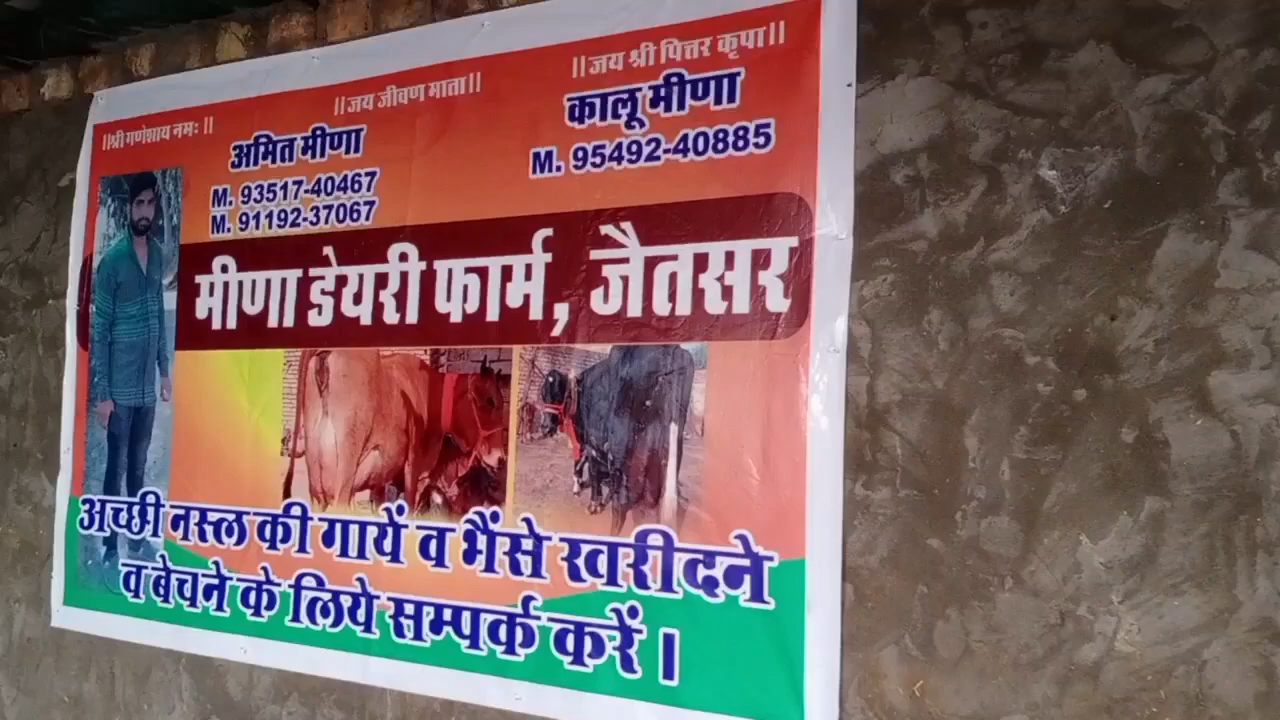 ॥श्री गणेशाय नमः॥
॥जय जीवण माता॥
॥जय श्री पित्तर कृपा॥
अमित मीणा
M. 93517-40467
M. 91192-37067
कालू मीणा
M. 95492-40885
मीणा डेयरी फार्म, जैतसर
अच्छी नस्ल की गायें व भैंसे खरीदने
व बेचने के लिये सम्पर्क करें।